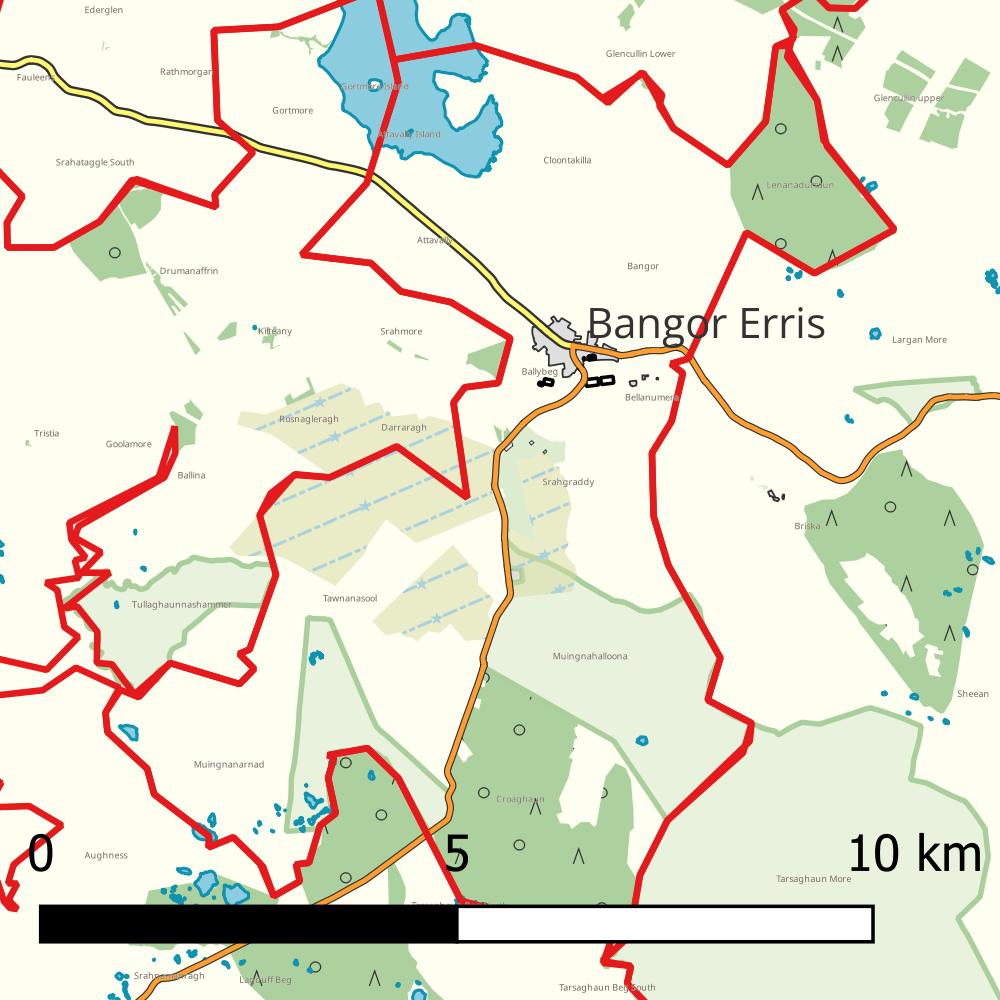 Ederglen
Glencullin Lower
Rathmorgan
Fauleens
Gortmore Island
Glencullin upper
Gortmore
Attavally Island
Srahataggle South
Cloontakilla
Lenanadurtaun
Attavally
Bangor
Drumanaffrin
Bangor Erris
Kilteany
Srahmore
Largan More
Ballybeg
Bellanumera
Rosnagleragh
Darraragh
Tristia
Goolamore
Ballina
Srahgraddy
Briska
Tawnanasool
Tullaghaunnashammer
Muingnahalloona
Sheean
Muingnanarnad
Croaghaun
Aughness
0
5
10 km
Tarsaghaun More
Srahnamanragh
Larduff Beg
Tarsaghaun Beg South